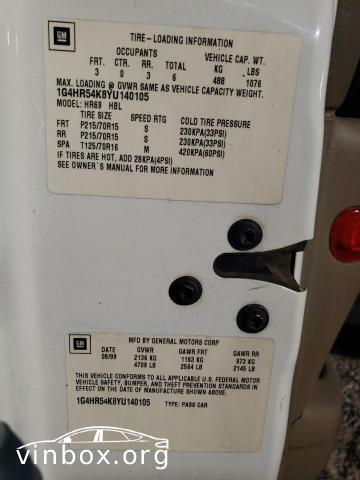 GM
TIRE-LOADING INFORMATION
OCCUPANTS VEHICLE CAP. WT.
FRT. CTR. RR. TOTAL KG LBS
3 0 3 6 488 1076
MAX. LOADING @ GVWR SAME AS VEHICLE CAPACITY WEIGHT.
1G4HR54K8YU140105
MODEL: HR69 HBL
TIRE SIZE SPEED RTG COLD TIRE PRESSURE
FRT P215/70R15 S 230KPA(33PSI)
RR P215/70R15 S 230KPA(33PSI)
SPA T125/70R16 M 420KPA(60PSI)
IF TIRES ARE HOT, ADD 28KPA(4PSI)
SEE OWNER'S MANUAL FOR MORE INFORMATION
GM
MFD BY GENERAL MOTORS CORP
DATE GVWR GAWR FRT GAWR RR
08/99 2136 KG 1163 KG 973 KG
4709 LB 2564 LB 2145 LB
THIS VEHICLE CONFORMS TO ALL APPLICABLE U.S. FEDERAL MOTOR
VEHICLE SAFETY, BUMPER, AND THEFT PREVENTION STANDARDS
IN EFFECT ON THE DATE OF MANUFACTURE SHOWN ABOVE.
1G4HR54K8YU140105
TYPE: PASS CAR
vinbox.org